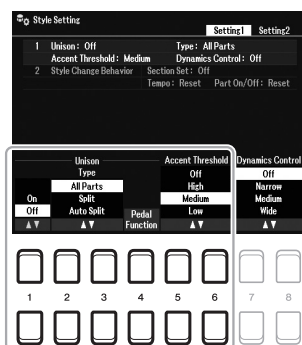 Style Setting
Setting1 Setting2
1 Unison: Off Type: All Parts
Accent Threshold: Medium Dynamics Control: Off
2 Style Change Behavior Section Set: Off
Tempo: Reset Part On/Off: Reset
Unison Accent Threshold Dynamics Control
Type Off Off
All Parts High Narrow
On Split Medium Medium
Off Auto Split Pedal Low Wide
▲▼ ▲▼ Function ▲▼ ▲▼
1 2 3 4 5 6 7 8